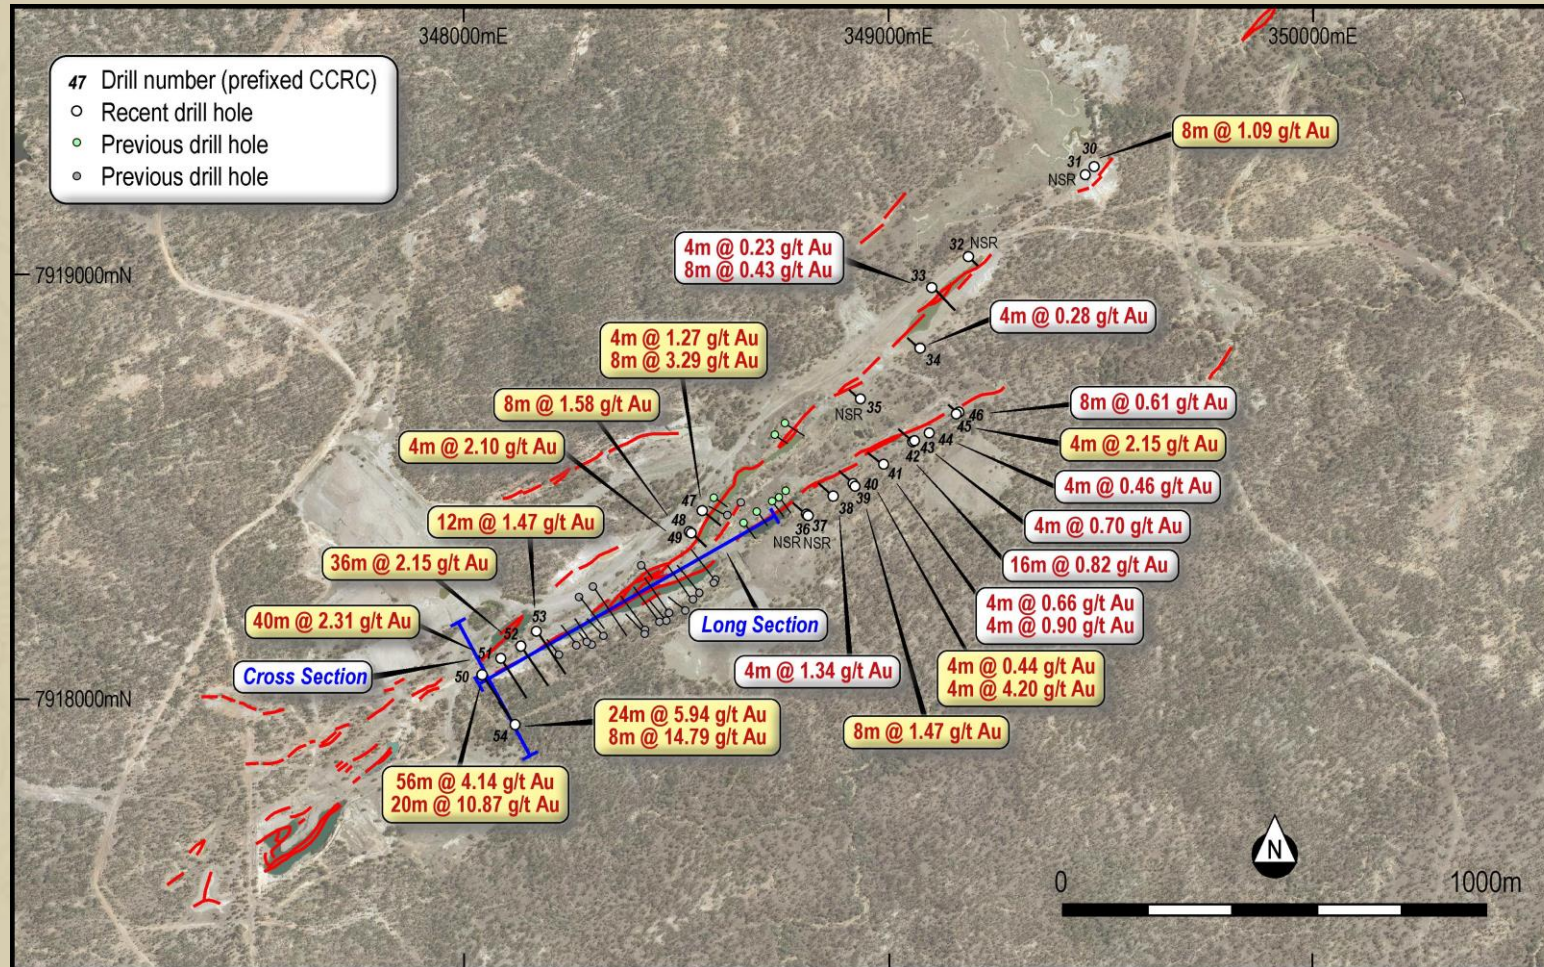 348000mE
349000mE
350000mE
47 Drill number (prefixed CCRC)
Recent drill hole
Previous drill hole
Previous drill hole
8m @ 1.09 g/t Au
30
31
NSR
4m @ 0.23 g/t Au
8m @ 0.43 g/t Au
32 NSR
33
7919000mN
4m @ 0.28 g/t Au
34
4m @ 1.27 g/t Au
8m @ 3.29 g/t Au
8m @ 1.58 g/t Au
35
NSR
8m @ 0.61 g/t Au
46
45
4m @ 2.10 g/t Au
4m @ 2.15 g/t Au
44
43
42
41
4m @ 0.46 g/t Au
40
39
38
47
48
49
12m @ 1.47 g/t Au
36 37
NSR NSR
4m @ 0.70 g/t Au
36m @ 2.15 g/t Au
16m @ 0.82 g/t Au
4m @ 0.66 g/t Au
4m @ 0.90 g/t Au
40m @ 2.31 g/t Au
53
52
51
50
Long Section
Cross Section
4m @ 1.34 g/t Au
4m @ 0.44 g/t Au
4m @ 4.20 g/t Au
7918000mN
24m @ 5.94 g/t Au
8m @ 14.79 g/t Au
54
8m @ 1.47 g/t Au
56m @ 4.14 g/t Au
20m @ 10.87 g/t Au
N
0
1000m